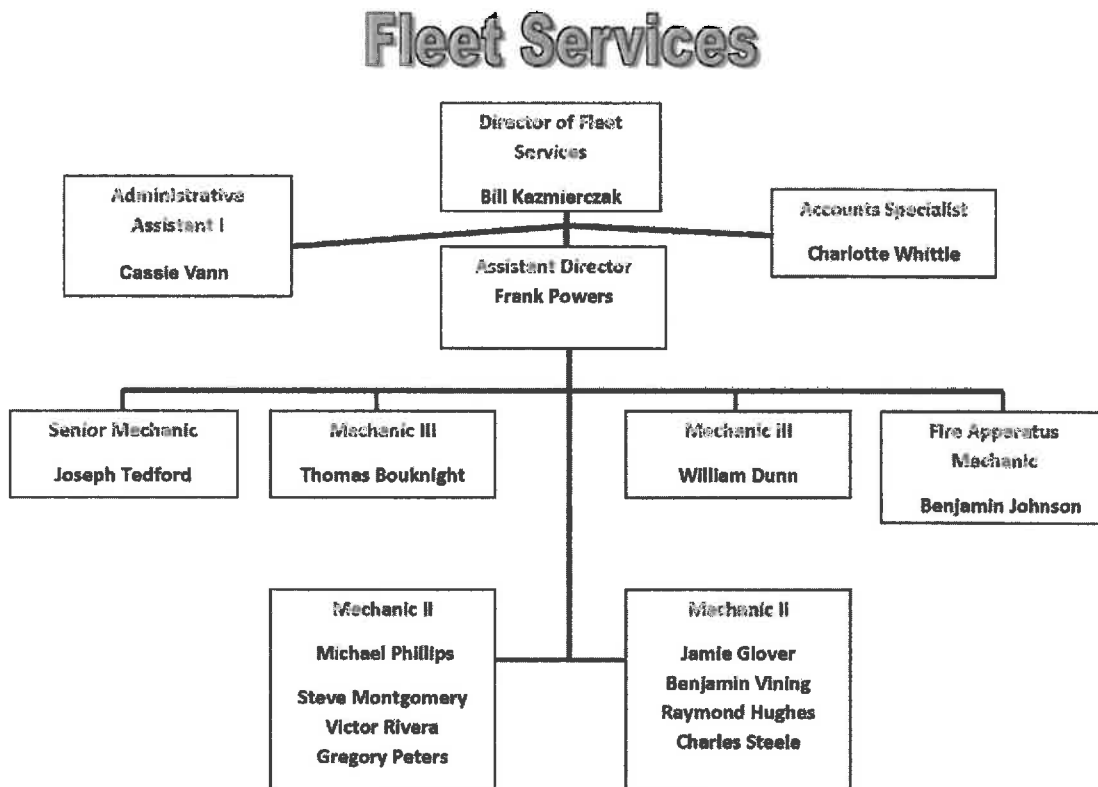 Fleet Services
Director of Fleet
Services
Bill Kazmierczak
Administrative
Assistant I
Cassie Vann
Accounts Specialist
Charlotte Whittle
Assistant Director
Frank Powers
Senior Mechanic
Joseph Tedford
Mechanic III
Thomas Bouknight
Mechanic III
William Dunn
Fire Apparatus
Mechanic
Benjamin Johnson
Mechanic II
Michael Phillips
Steve Montgomery
Victor Rivera
Gregory Peters
Mechanic II
Jamie Glover
Benjamin Vining
Raymond Hughes
Charles Steele